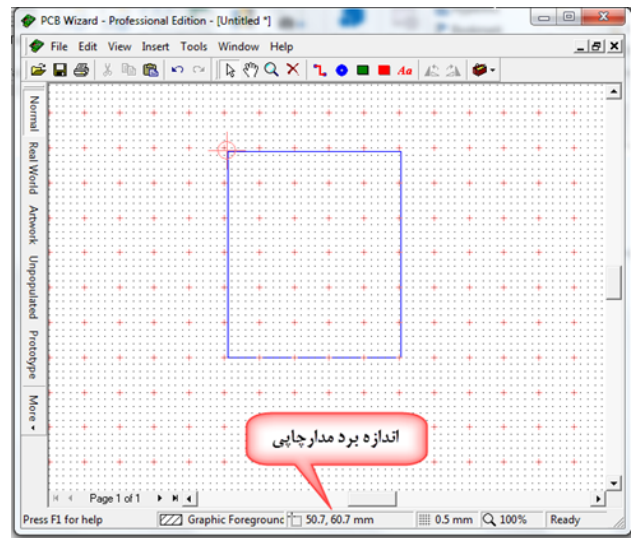 PCB Wizard - Professional Edition - [Untitled *]
File Edit View Insert Tools Window Help
Aa
Normal
Real World
Artwork
Unpopulated
Prototype
More
اندازه برد مدارچاپی
Page 1 of 1
Press F1 for help Graphic Foreground 50.7, 60.7 mm 0.5 mm 100% Ready